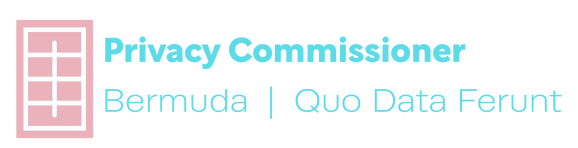 Privacy Commissioner
Bermuda | Quo Data Ferunt